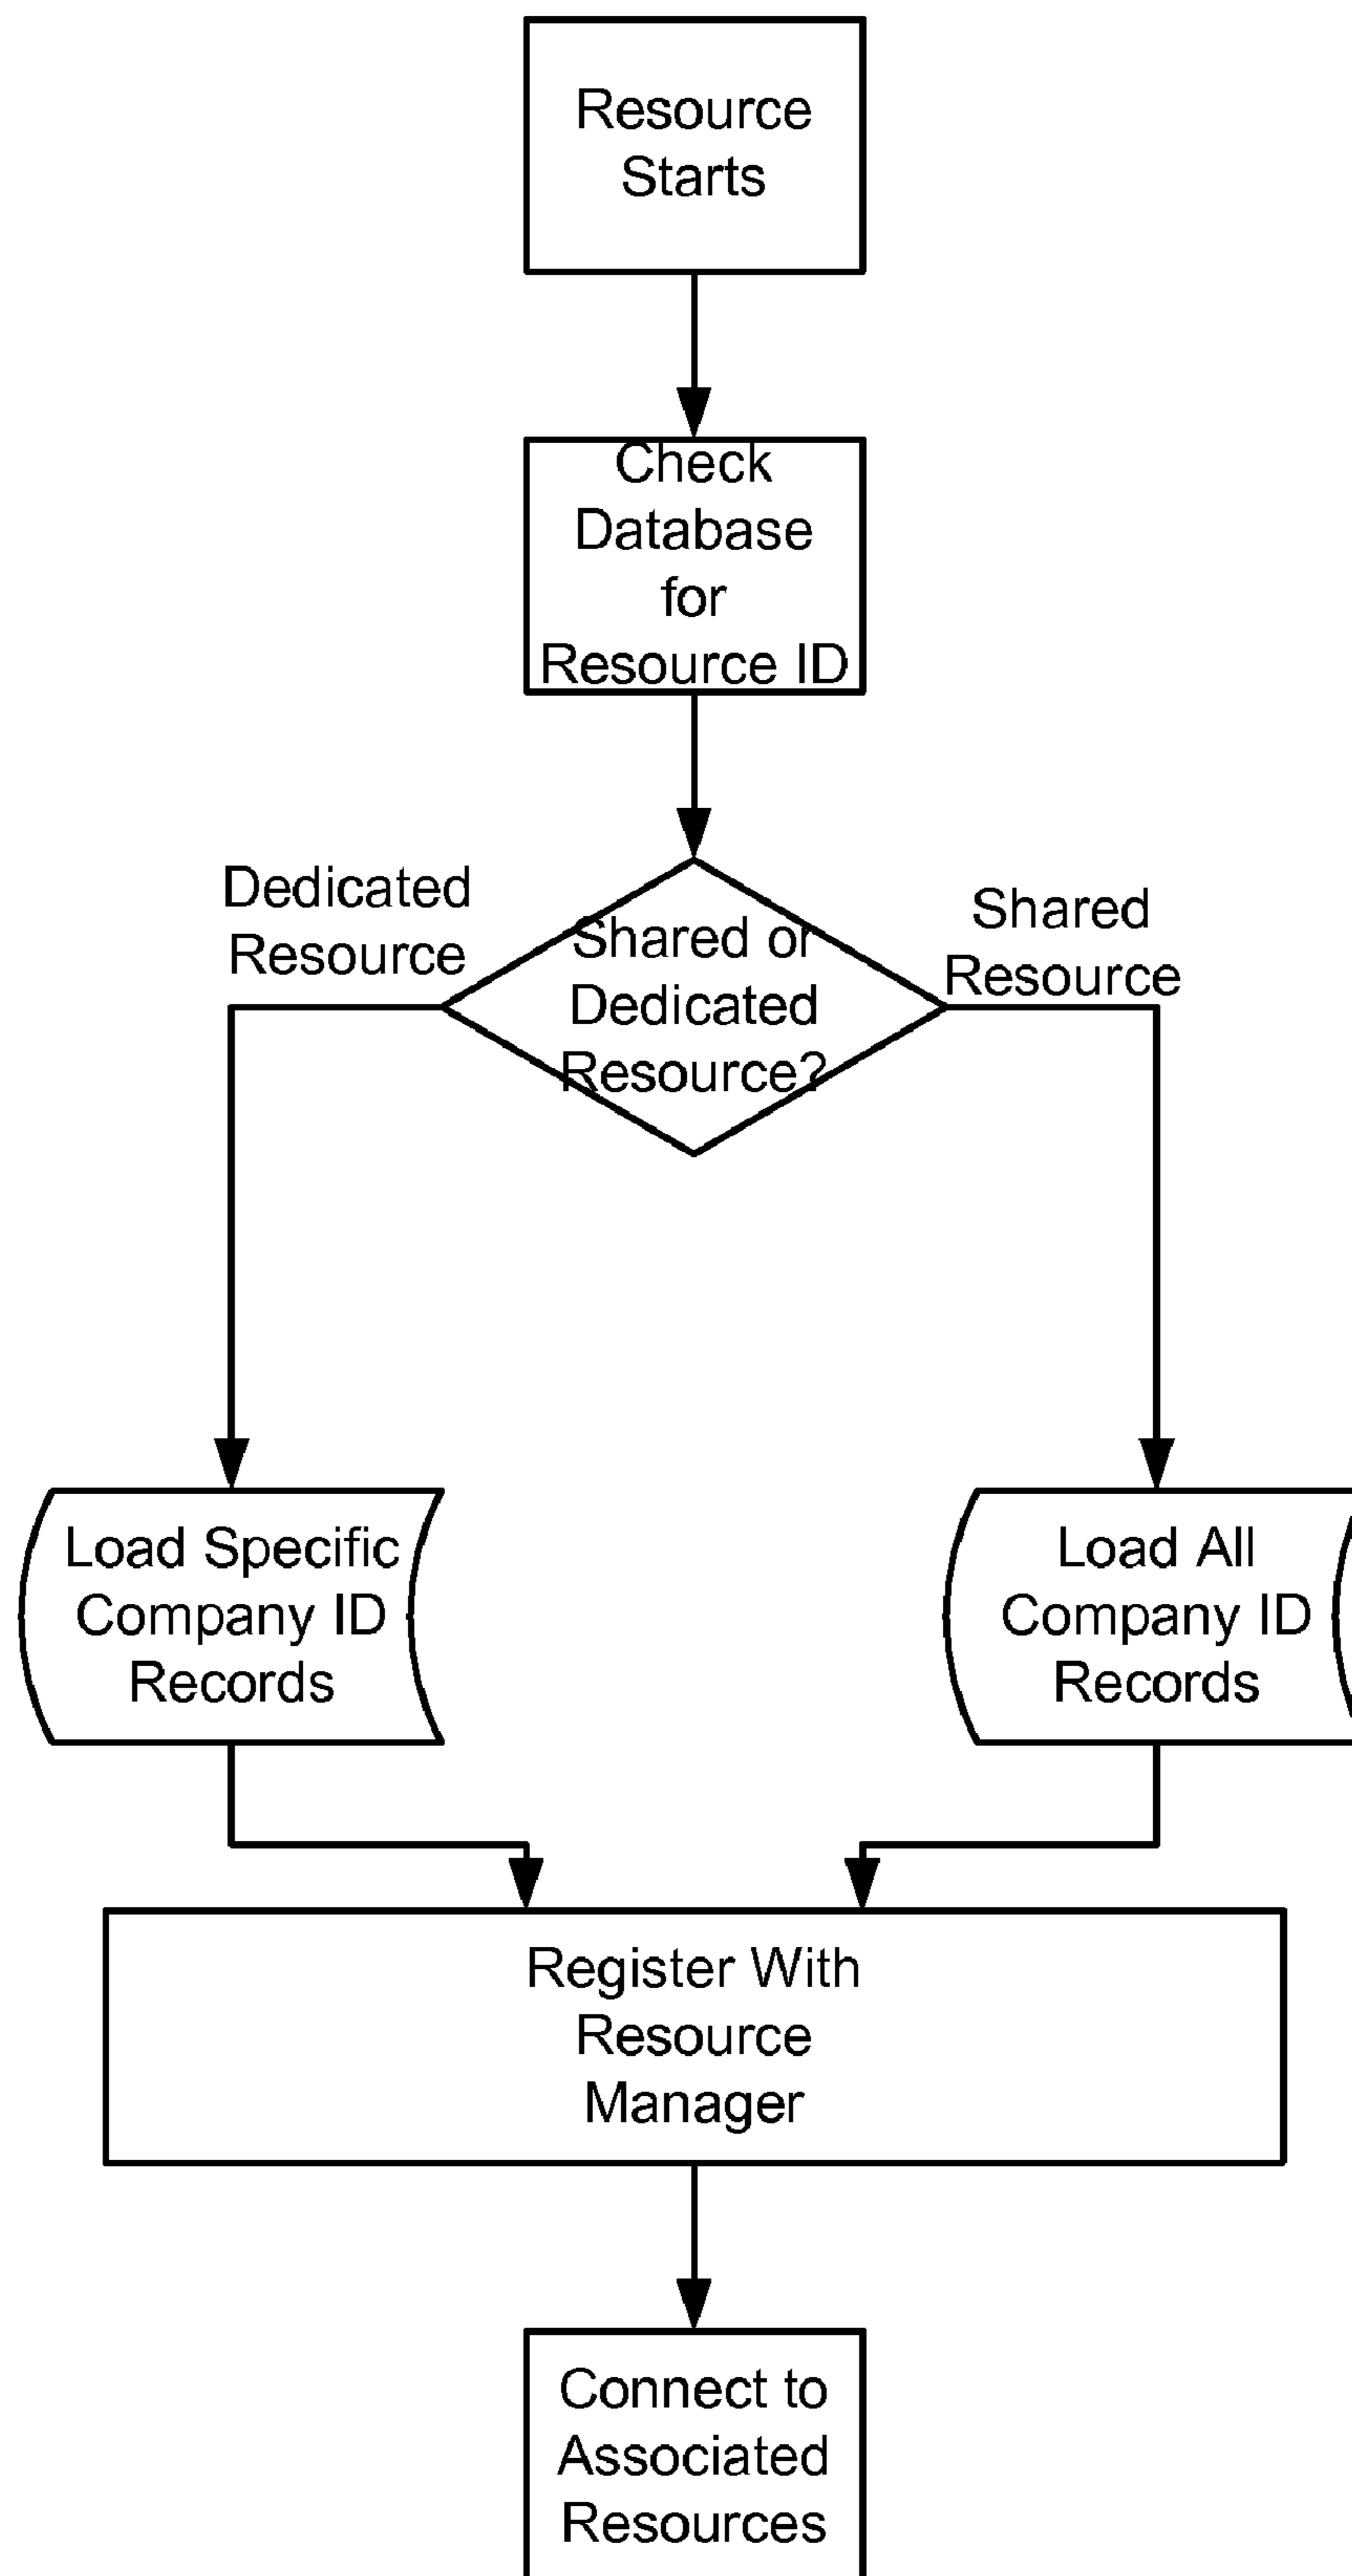 Resource
Starts
Check
Database
for
Resource ID
Dedicated
Resource
Shared or
Dedicated
Resource?
Shared
Resource
Load Specific
Company ID
Records
Load All
Company ID
Records
Register With
Resource
Manager
Connect to
Associated
Resources